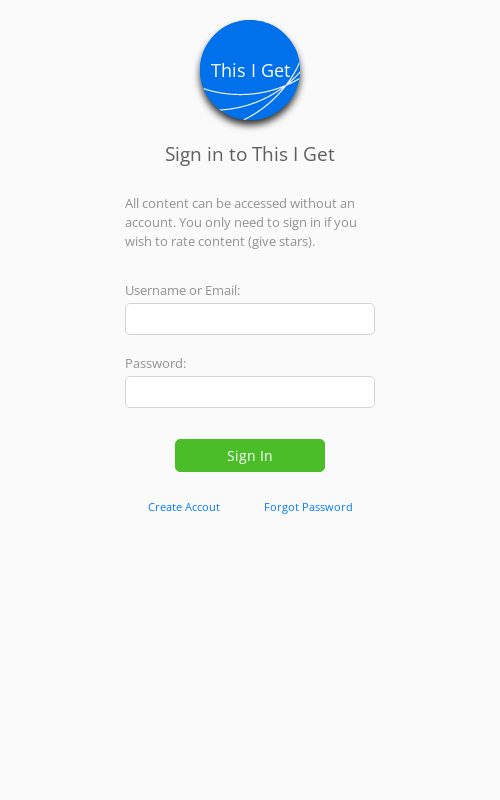 This I Get
Sign in to This I Get
All content can be accessed without an
account. You only need to sign in if you
wish to rate content (give stars).
Username or Email:
Password:
Sign In
Create Accout
Forgot Password